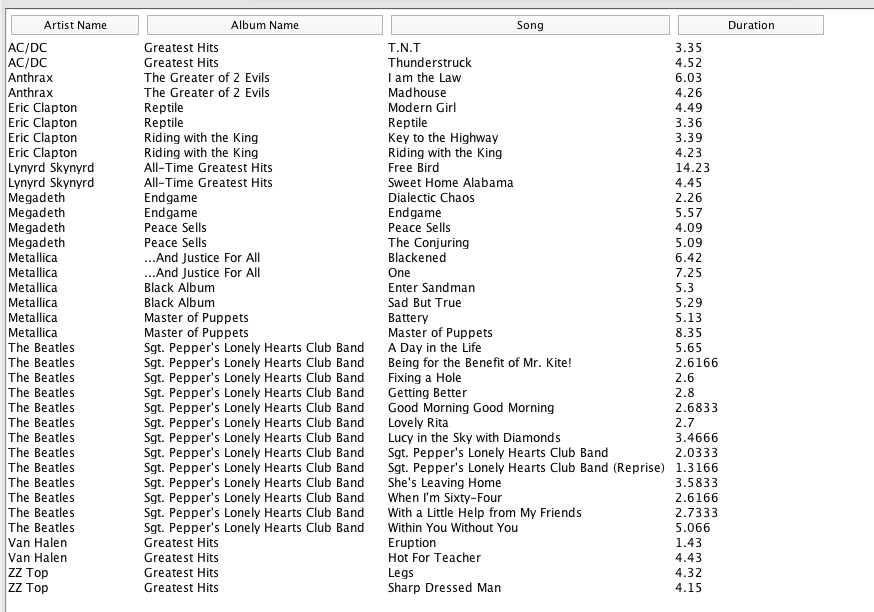 Artist Name Album Name Song Duration
AC/DC Greatest Hits T.N.T 3.35
AC/DC Greatest Hits Thunderstruck 4.52
Anthrax The Greater of 2 Evils I am the Law 6.03
Anthrax The Greater of 2 Evils Madhouse 4.26
Eric Clapton Reptile Modern Girl 4.49
Eric Clapton Reptile Reptile 3.36
Eric Clapton Riding with the King Key to the Highway 3.39
Eric Clapton Riding with the King Riding with the King 4.23
Lynyrd Skynyrd All-Time Greatest Hits Free Bird 14.23
Lynyrd Skynyrd All-Time Greatest Hits Sweet Home Alabama 4.45
Megadeth Endgame Dialectic Chaos 2.26
Megadeth Endgame Endgame 5.57
Megadeth Peace Sells Peace Sells 4.09
Megadeth Peace Sells The Conjuring 5.09
Metallica ...And Justice For All Blackened 6.42
Metallica ...And Justice For All One 7.25
Metallica Black Album Enter Sandman 5.3
Metallica Black Album Sad But True 5.29
Metallica Master of Puppets Battery 5.13
Metallica Master of Puppets Master of Puppets 8.35
The Beatles Sgt. Pepper's Lonely Hearts Club Band A Day in the Life 5.65
The Beatles Sgt. Pepper's Lonely Hearts Club Band Being for the Benefit of Mr. Kite! 2.6166
The Beatles Sgt. Pepper's Lonely Hearts Club Band Fixing a Hole 2.6
The Beatles Sgt. Pepper's Lonely Hearts Club Band Getting Better 2.8
The Beatles Sgt. Pepper's Lonely Hearts Club Band Good Morning Good Morning 2.6833
The Beatles Sgt. Pepper's Lonely Hearts Club Band Lovely Rita 2.7
The Beatles Sgt. Pepper's Lonely Hearts Club Band Lucy in the Sky with Diamonds 3.4666
The Beatles Sgt. Pepper's Lonely Hearts Club Band Sgt. Pepper's Lonely Hearts Club Band 2.0333
The Beatles Sgt. Pepper's Lonely Hearts Club Band Sgt. Pepper's Lonely Hearts Club Band (Reprise) 1.3166
The Beatles Sgt. Pepper's Lonely Hearts Club Band She's Leaving Home 3.5833
The Beatles Sgt. Pepper's Lonely Hearts Club Band When I'm Sixty-Four 2.6166
The Beatles Sgt. Pepper's Lonely Hearts Club Band With a Little Help from My Friends 2.7333
The Beatles Sgt. Pepper's Lonely Hearts Club Band Within You Without You 5.066
Van Halen Greatest Hits Eruption 1.43
Van Halen Greatest Hits Hot For Teacher 4.43
ZZ Top Greatest Hits Legs 4.32
ZZ Top Greatest Hits Sharp Dressed Man 4.15